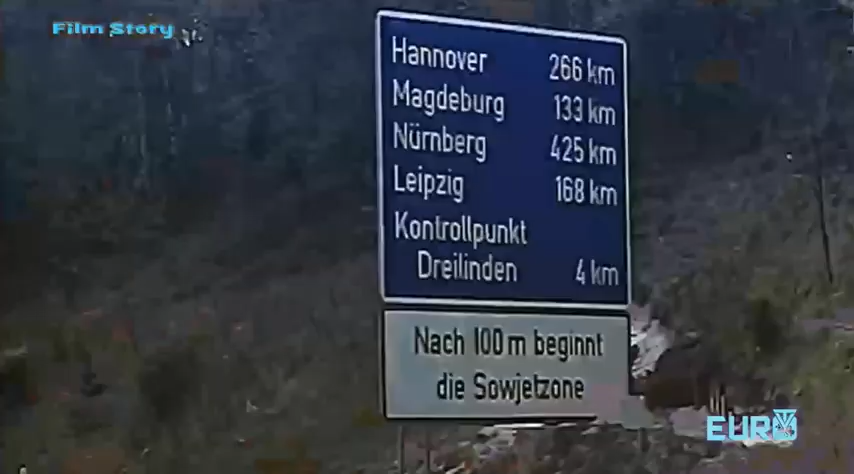 Film Story
Hannover 266 km
Magdeburg 133 km
Nürnberg 425 km
Leipzig 168 km
Kontrollpunkt
Dreilinden 4 km
Nach 100 m beginnt
die Sowjetzone
EURO TV